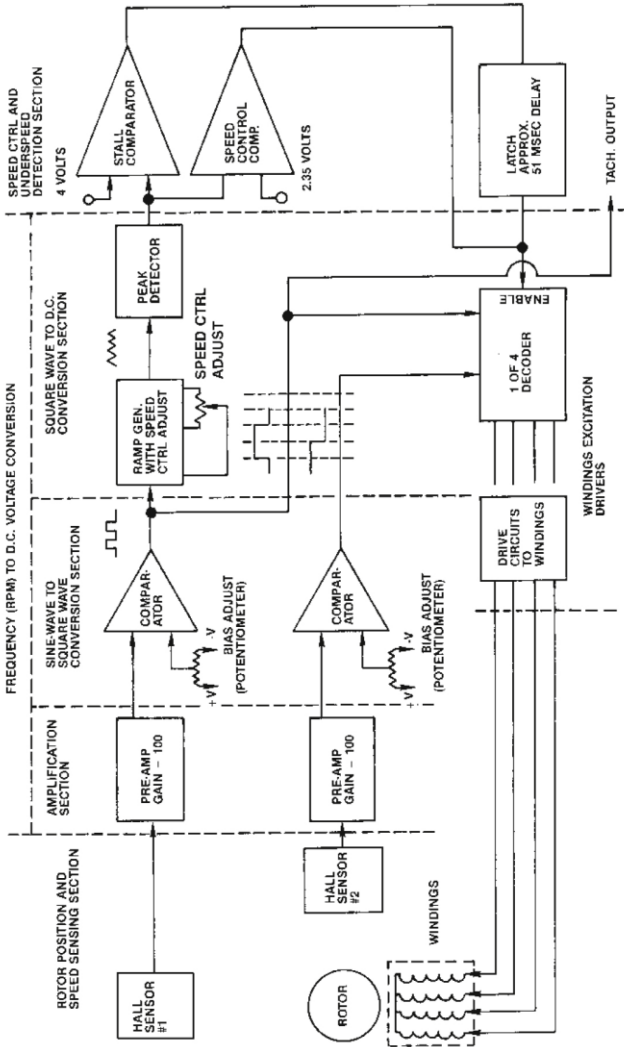 FREQUENCY (RPM) TO D.C. VOLTAGE CONVERSION
ROTOR POSITION AND
SPEED SENSING SECTION
AMPLIFICATION
SECTION
SINE-WAVE TO
SQUARE WAVE
CONVERSION SECTION
SQUARE WAVE TO D.C.
CONVERSION SECTION
SPEED CTRL AND
UNDERSPEED
DETECTION SECTION
4 VOLTS
HALL
SENSOR
#1
PRE-AMP
GAIN – 100
COMPAR-
ATOR
+V
-V
BIAS ADJUST
(POTENTIOMETER)
RAMP GEN.
WITH SPEED
CTRL ADJUST
SPEED CTRL
ADJUST
PEAK
DETECTOR
STALL
COMPARATOR
SPEED
CONTROL
COMP.
2.35 VOLTS
HALL
SENSOR
#2
PRE-AMP
GAIN – 100
COMPAR-
ATOR
+V
-V
BIAS ADJUST
(POTENTIOMETER)
ROTOR
WINDINGS
DRIVE
CIRCUITS
TO
WINDINGS
1 OF 4
DECODER
ENABLE
LATCH
APPROX.
51 MSEC DELAY
TACH. OUTPUT
WINDINGS EXCITATION
DRIVERS